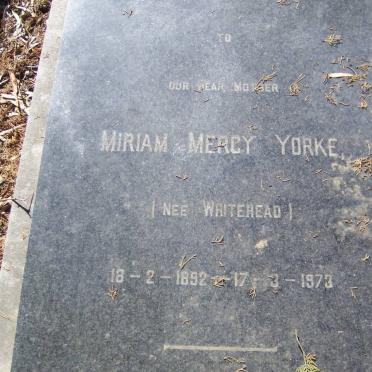 TO
OUR DEAR MOTHER
MIRIAM MERCY YORKE
(NEE WHITEHEAD)
18-2-1892 - 17-3-1973